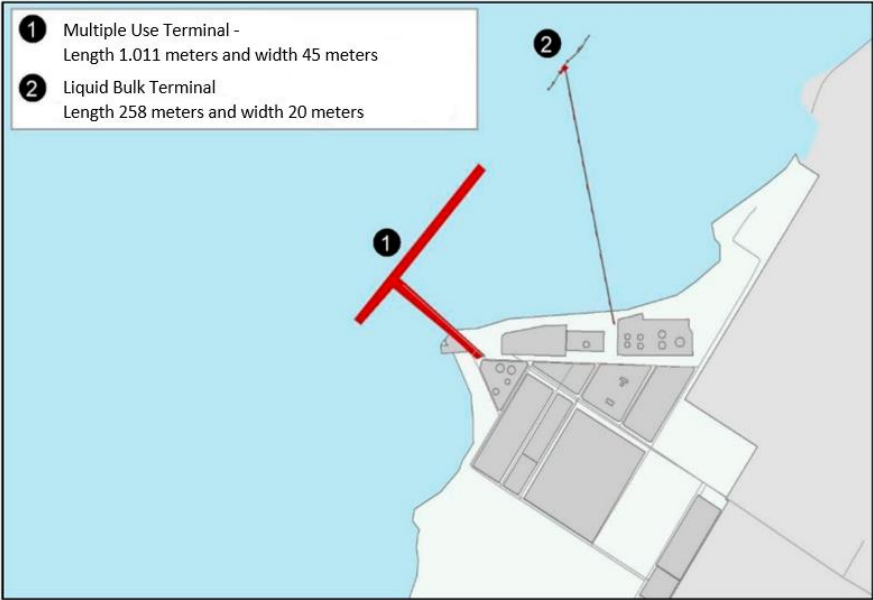 1 Multiple Use Terminal -
Length 1.011 meters and width 45 meters
2 Liquid Bulk Terminal
Length 258 meters and width 20 meters
2
1